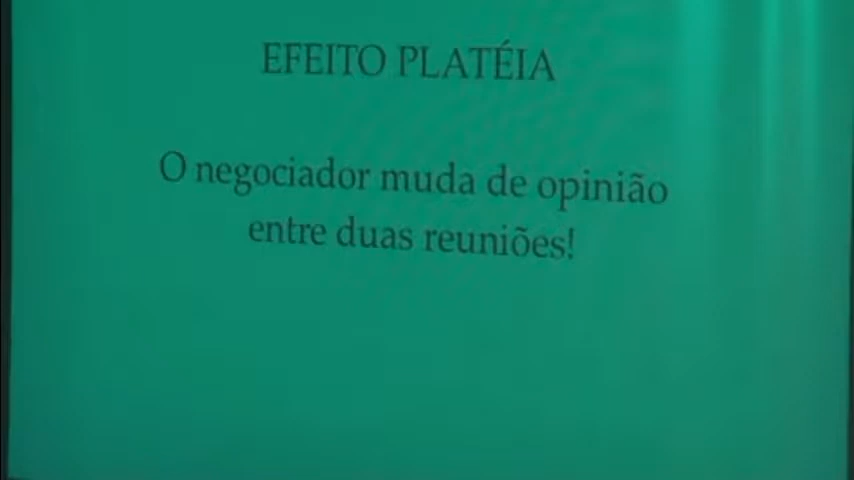 EFEITO PLATÉIA
O negociador muda de opinião
entre duas reuniões!